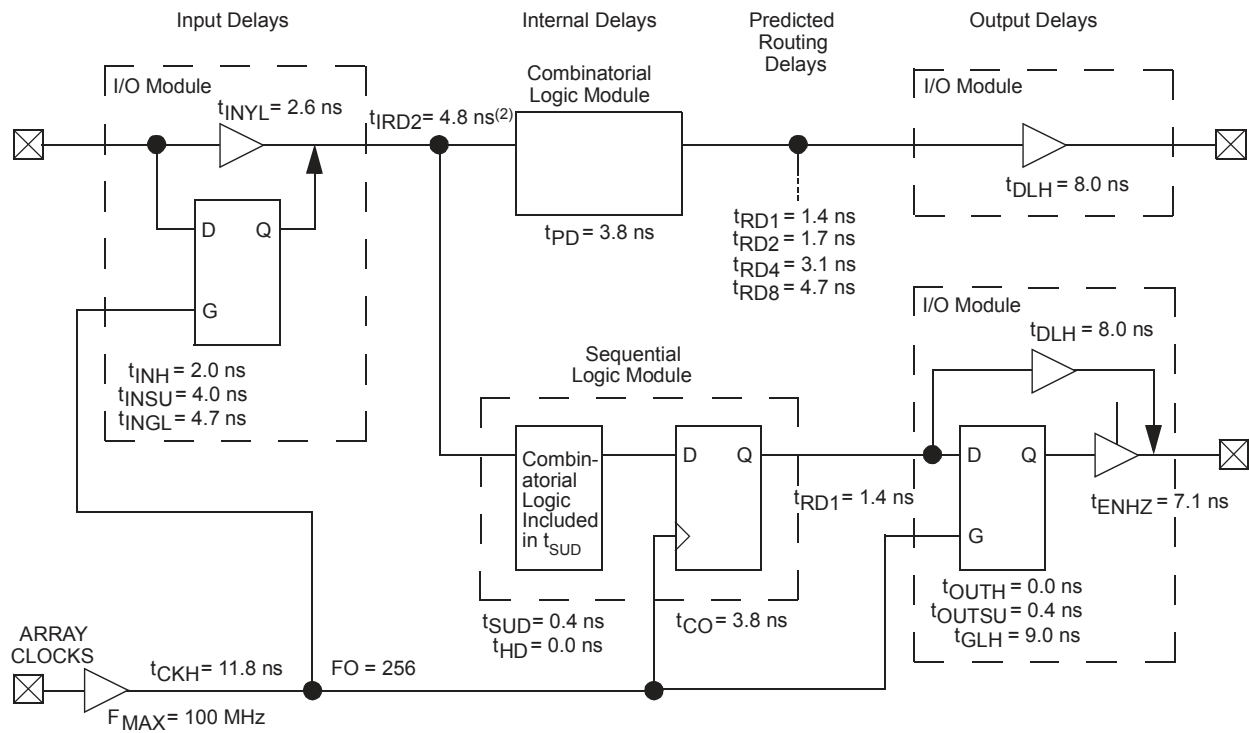 Input Delays
Internal Delays
Predicted
Routing
Delays
Output Delays
I/O Module
tINYL = 2.6 ns
tIRD2 = 4.8 ns(2)
Combinatorial
Logic Module
tPD = 3.8 ns
I/O Module
tDLH = 8.0 ns
tRD1 = 1.4 ns
tRD2 = 1.7 ns
tRD4 = 3.1 ns
tRD8 = 4.7 ns
D Q
G
tINH = 2.0 ns
tINSU = 4.0 ns
tINGL = 4.7 ns
Sequential
Logic Module
Combin-
atorial
Logic
Included
in tSUD
D Q
tRD1 = 1.4 ns
tSUD = 0.4 ns
tHD = 0.0 ns
tCO = 3.8 ns
I/O Module
tDLH = 8.0 ns
D Q
G
tENHZ = 7.1 ns
tOUTH = 0.0 ns
tOUTSU = 0.4 ns
tGLH = 9.0 ns
ARRAY
CLOCKS
tCKH = 11.8 ns
FO = 256
FMAX = 100 MHz